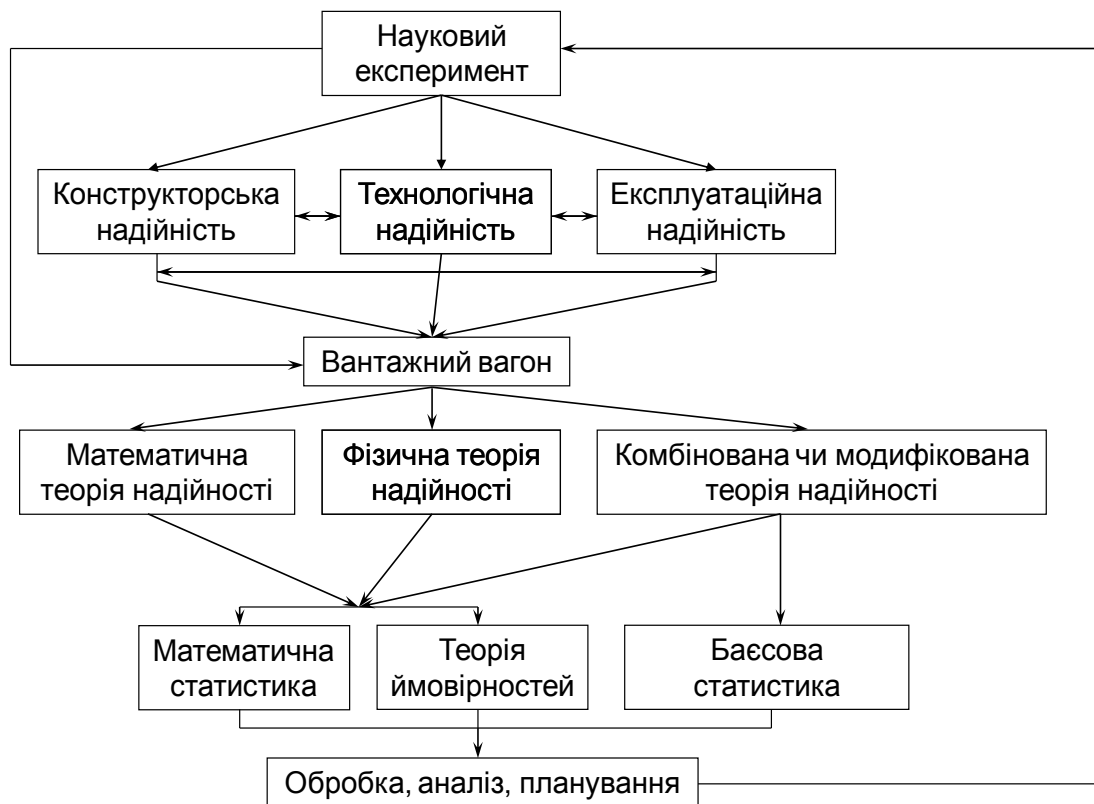 Науковий
експеримент
Конструкторська
надійність
Технологічна
надійність
Експлуатаційна
надійність
Вантажний вагон
Математична
теорія надійності
Фізична теорія
надійності
Комбінована чи модифікована
теорія надійності
Математична
статистика
Теорія
ймовірностей
Баєсова
статистика
Обробка, аналіз, планування